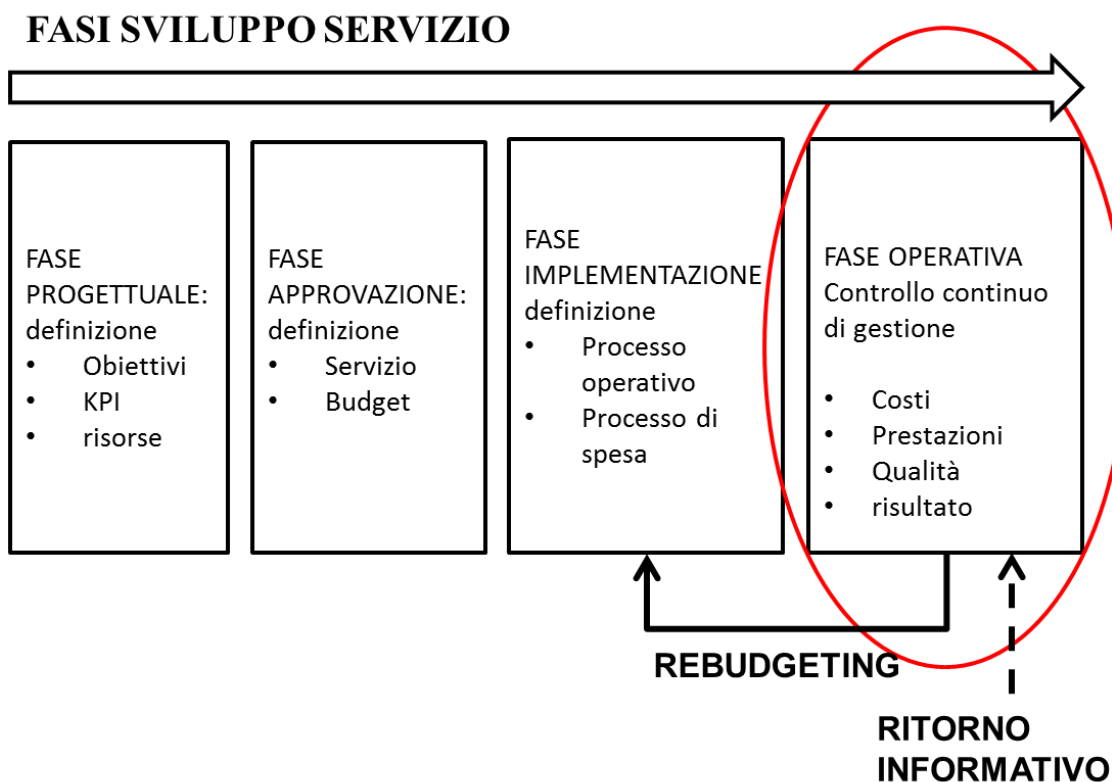 FASI SVILUPPO SERVIZIO
FASE
PROGETTUALE:
definizione
• Obiettivi
• KPI
• risorse
FASE
APPROVAZIONE:
definizione
• Servizio
• Budget
FASE
IMPLEMENTAZIONE
definizione
• Processo
operativo
• Processo di
spesa
FASE OPERATIVA
Controllo continuo
di gestione
• Costi
• Prestazioni
• Qualità
• risultato
REBUDGETING
RITORNO
INFORMATIVO